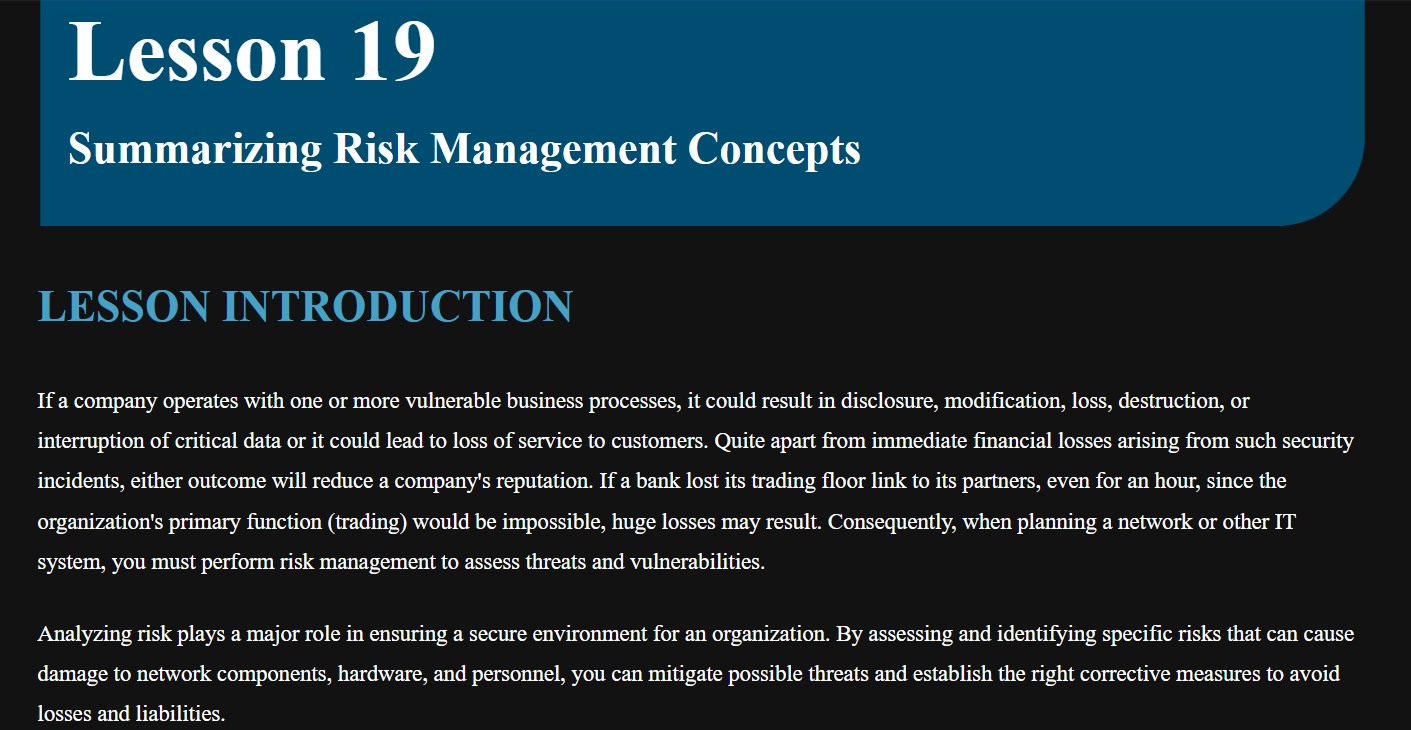 Lesson 19
Summarizing Risk Management Concepts
LESSON INTRODUCTION
If a company operates with one or more vulnerable business processes, it could result in disclosure, modification, loss, destruction, or
interruption of critical data or it could lead to loss of service to customers. Quite apart from immediate financial losses arising from such security
incidents, either outcome will reduce a company's reputation. If a bank lost its trading floor link to its partners, even for an hour, since the
organization's primary function (trading) would be impossible, huge losses may result. Consequently, when planning a network or other IT
system, you must perform risk management to assess threats and vulnerabilities.
Analyzing risk plays a major role in ensuring a secure environment for an organization. By assessing and identifying specific risks that can cause
damage to network components, hardware, and personnel, you can mitigate possible threats and establish the right corrective measures to avoid
losses and liabilities.